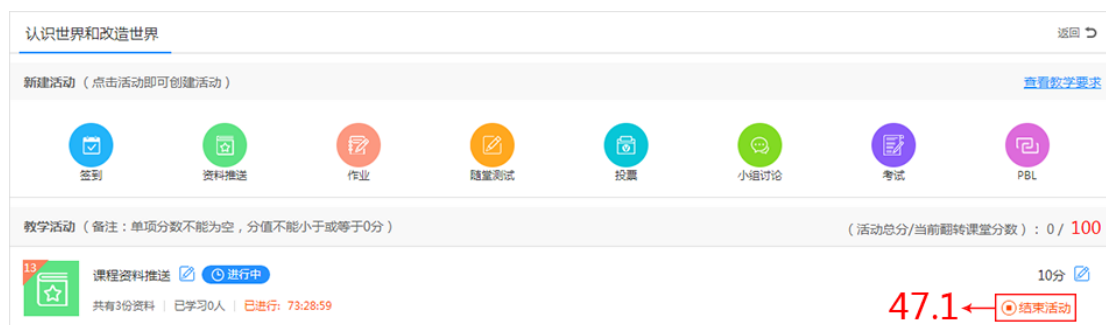 认识世界和改造世界 返回
新建活动（点击活动即可创建活动） 查看教学要求
签到 资料推送 作业 随堂测试 投票 小组讨论 考试 PBL
教学活动（备注：单项分数不能为空，分值不能小于或等于0分） （活动总分/当前翻转课堂分数）：0/ 100
13 课程资料推送 进行中 10分
共有3份资料 | 已学习0人 | 已进行: 73:28:59 47.1 结束活动